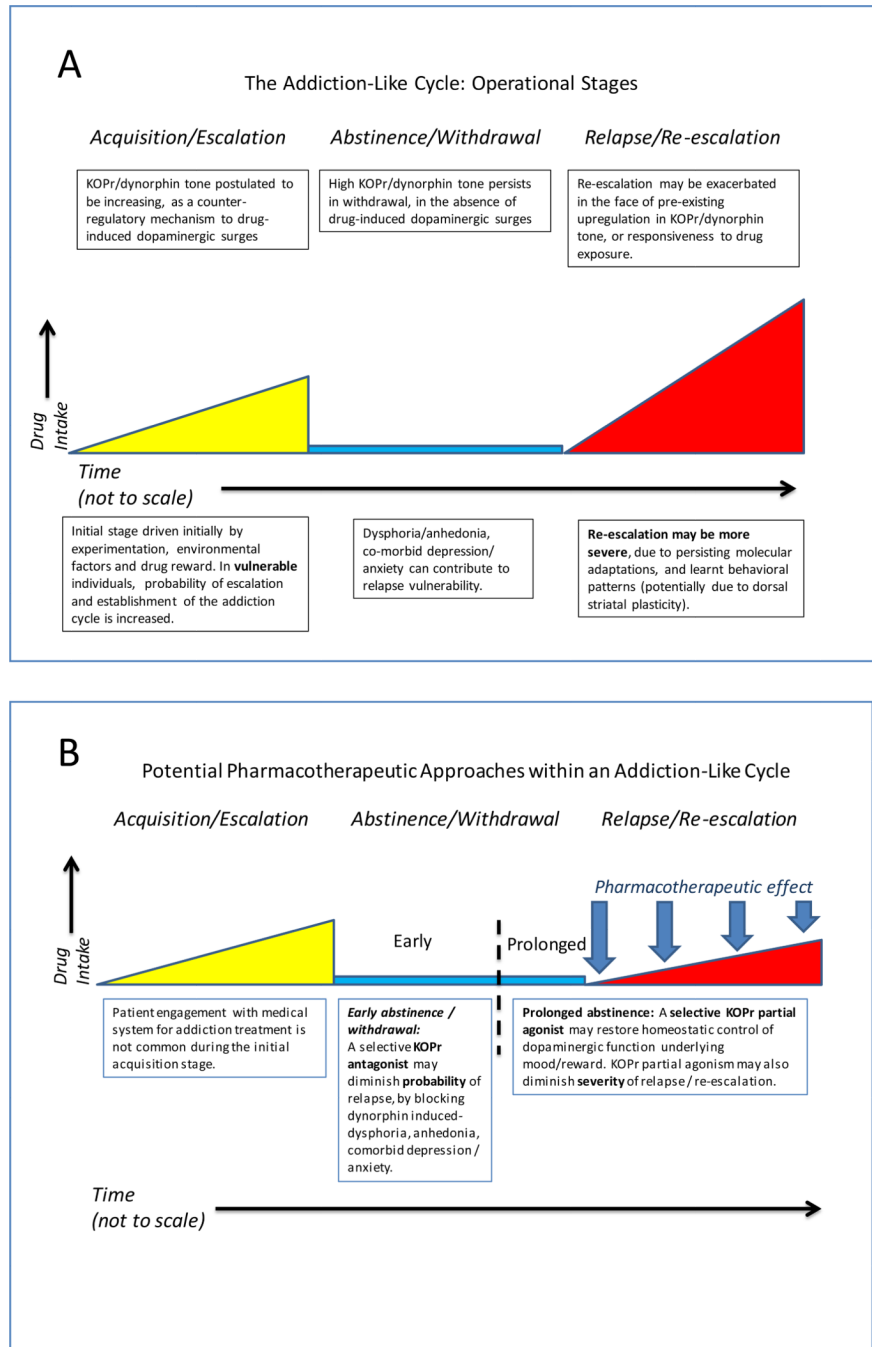 A
The Addiction-Like Cycle: Operational Stages
Acquisition/Escalation
Abstinence/Withdrawal
Relapse/Re-escalation
KOPr/dynorphin tone postulated to
be increasing, as a counter-
regulatory mechanism to drug-
induced dopaminergic surges
High KOPr/dynorphin tone persists
in withdrawal, in the absence of
drug-induced dopaminergic surges
Re-escalation may be exacerbated
in the face of pre-existing
upregulation in KOPr/dynorphin
tone, or responsiveness to drug
exposure.
Drug
Intake
Time
(not to scale)
Initial stage driven initially by
experimentation, environmental
factors and drug reward. In vulnerable
individuals, probability of escalation
and establishment of the addiction
cycle is increased.
Dysphoria/anhedonia,
co-morbid depression/
anxiety can contribute to
relapse vulnerability.
Re-escalation may be more
severe, due to persisting molecular
adaptations, and learnt behavioral
patterns (potentially due to dorsal
striatal plasticity).
B
Potential Pharmacotherapeutic Approaches within an Addiction-Like Cycle
Acquisition/Escalation
Abstinence/Withdrawal
Relapse/Re-escalation
Pharmacotherapeutic effect
Early
Prolonged
Drug
Intake
Patient engagement with medical
system for addiction treatment is
not common during the initial
acquisition stage.
Early abstinence /
withdrawal:
A selective KOPr
antagonist may
diminish probability of
relapse, by blocking
dynorphin induced-
dysphoria, anhedonia,
comorbid depression /
anxiety.
Prolonged abstinence: A selective KOPr partial
agonist may restore homeostatic control of
dopaminergic function underlying
mood/reward. KOPr partial agonism may also
diminish severity of relapse / re-escalation.
Time
(not to scale)